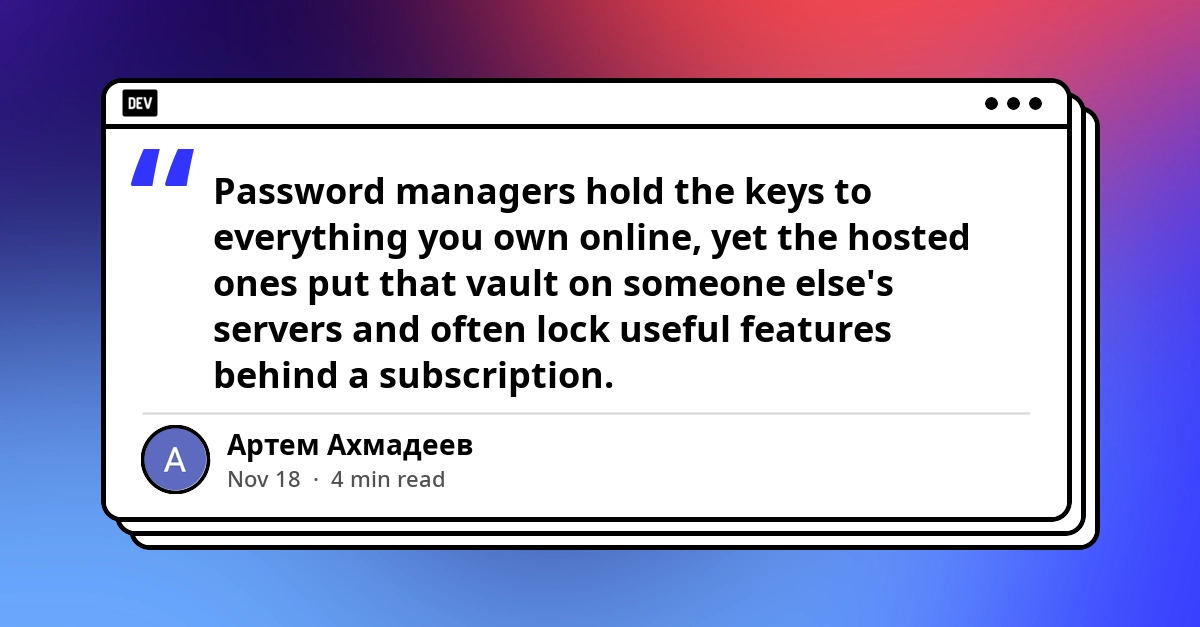 DEV
“
Password managers hold the keys to
everything you own online, yet the hosted
ones put that vault on someone else's
servers and often lock useful features
behind a subscription.
A
Артем Ахмадеев
Nov 18 · 4 min read